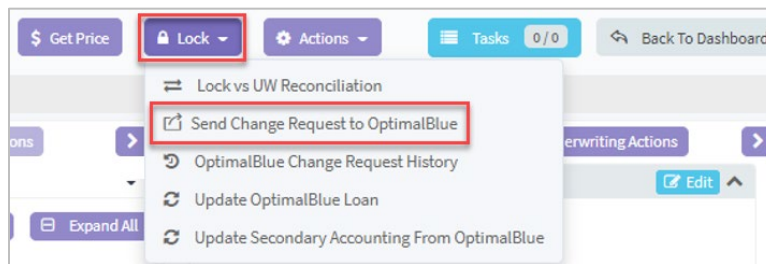 $ Get Price
Lock
Actions
Tasks 0/0
Back To Dashboard
Lock vs UW Reconciliation
ons
Send Change Request to OptimalBlue
erwriting Actions
OptimalBlue Change Request History
Edit
Update OptimalBlue Loan
Expand All
Update Secondary Accounting From OptimalBlue